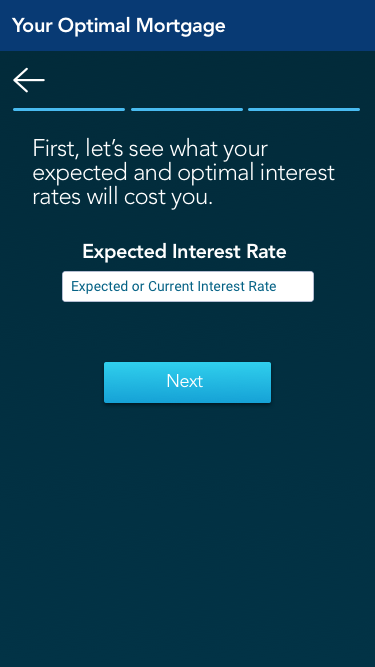 Your Optimal Mortgage
First, let’s see what your
expected and optimal interest
rates will cost you.
Expected Interest Rate
Expected or Current Interest Rate
Next